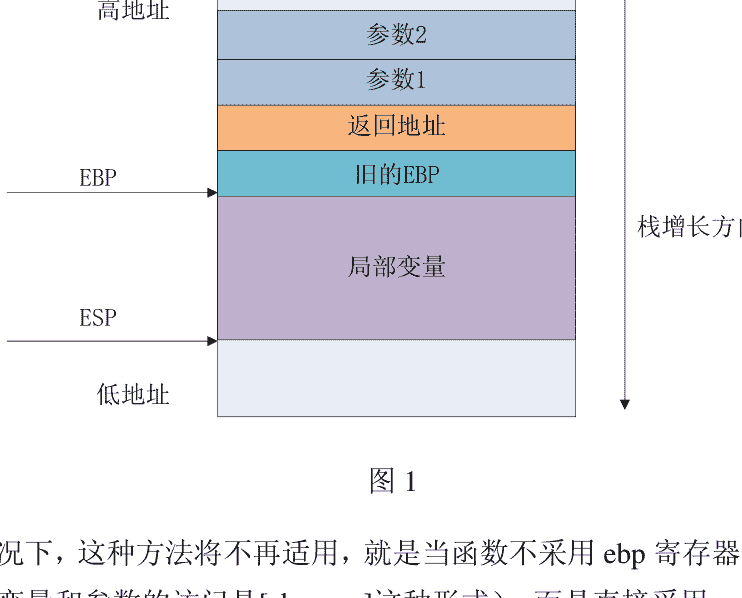 高地址
参数2
参数1
返回地址
EBP
旧的EBP
栈增长方
局部变量
ESP
低地址
图 1
况下，这种方法将不再适用，就是当函数不采用 ebp 寄存器